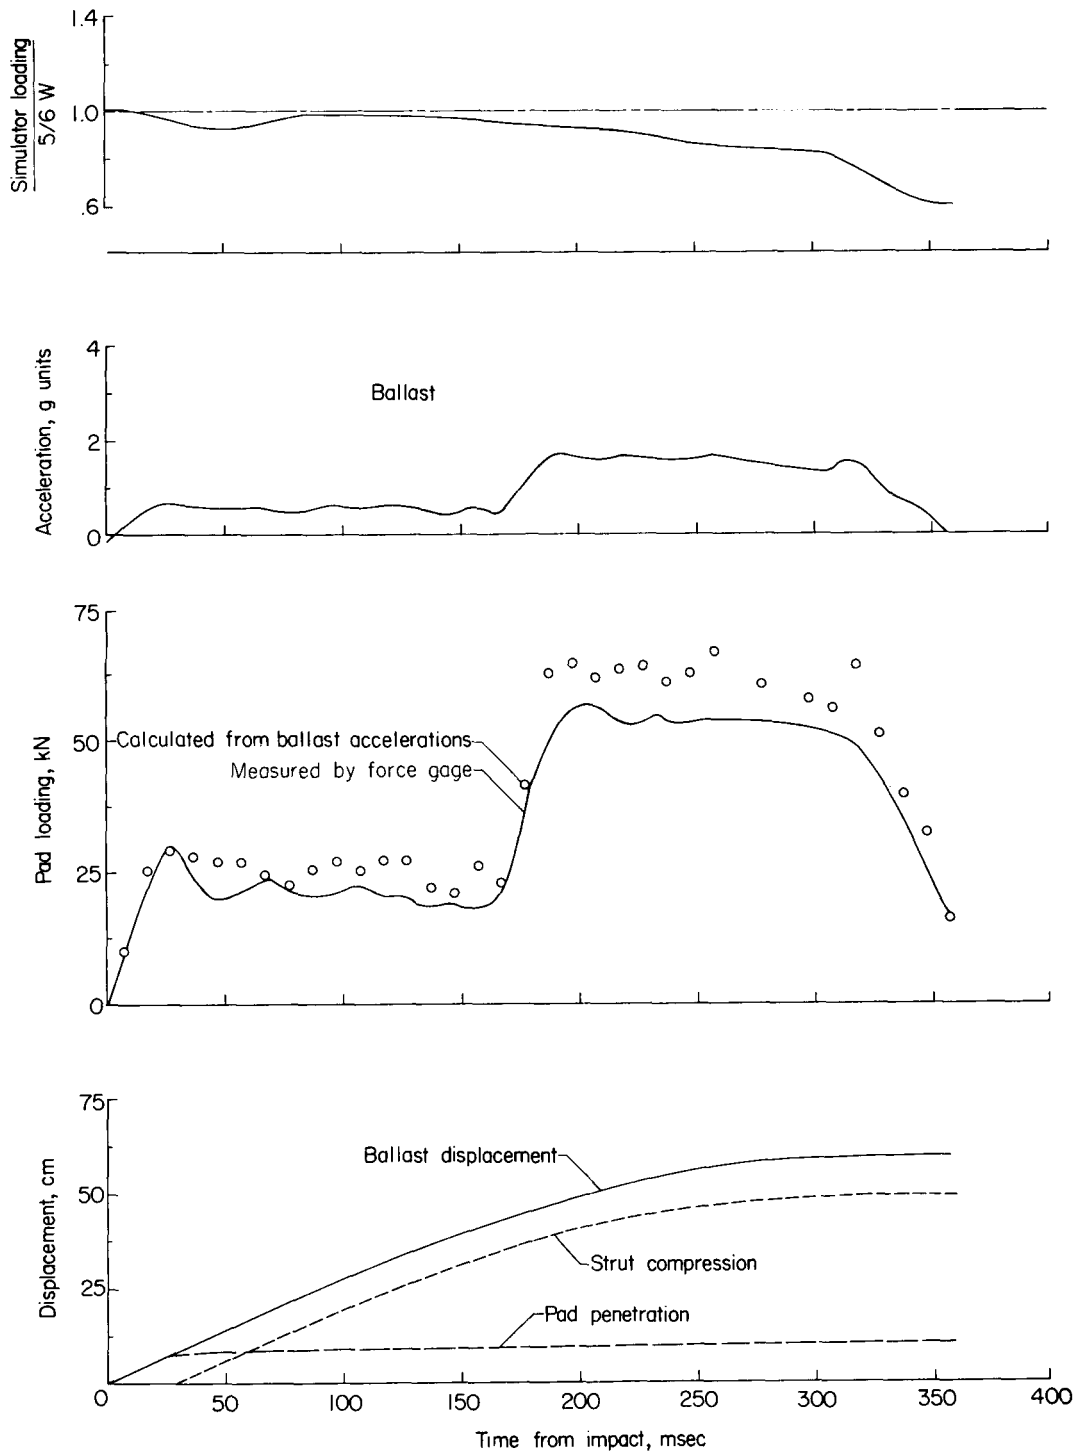 1.4
1.0
.6
Simulator loading
5/6 W
4
2
0
Acceleration, g units
Ballast
75
50
25
0
Pad loading, kN
Calculated from ballast accelerations
Measured by force gage
75
50
25
Displacement, cm
Ballast displacement
Strut compression
Pad penetration
0 50 100 150 200 250 300 350 400
Time from impact, msec